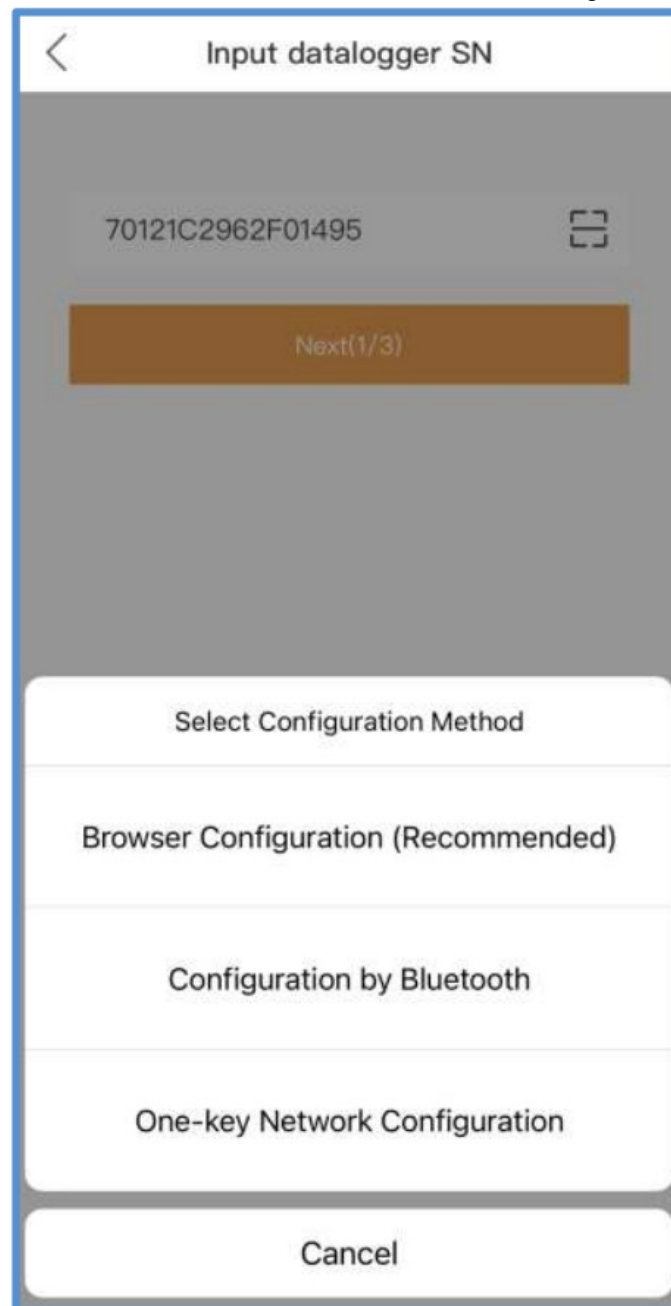 Input datalogger SN
70121C2962F01495
Next(1/3)
Select Configuration Method
Browser Configuration (Recommended)
Configuration by Bluetooth
One-key Network Configuration
Cancel